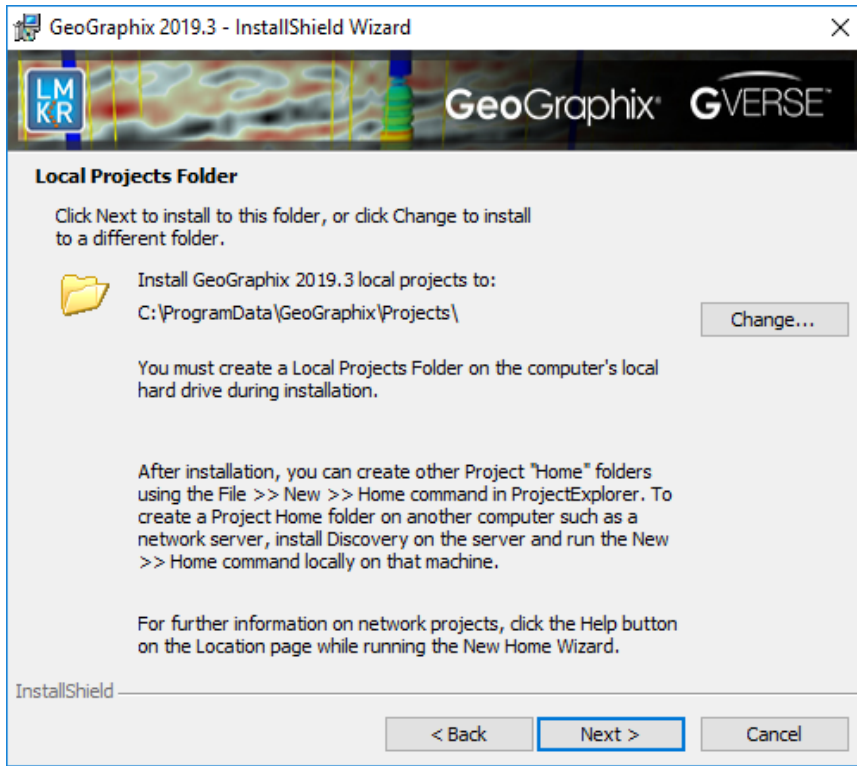 GeoGraphix 2019.3 - InstallShield Wizard
LM
KR
GeoGraphix®
GVERSE™
Local Projects Folder
Click Next to install to this folder, or click Change to install
to a different folder.
Install GeoGraphix 2019.3 local projects to:
C:\ProgramData\GeoGraphix\Projects\
Change...
You must create a Local Projects Folder on the computer's local
hard drive during installation.
After installation, you can create other Project "Home" folders
using the File >> New >> Home command in ProjectExplorer. To
create a Project Home folder on another computer such as a
network server, install Discovery on the server and run the New
>> Home command locally on that machine.
For further information on network projects, click the Help button
on the Location page while running the New Home Wizard.
InstallShield
< Back
Next >
Cancel